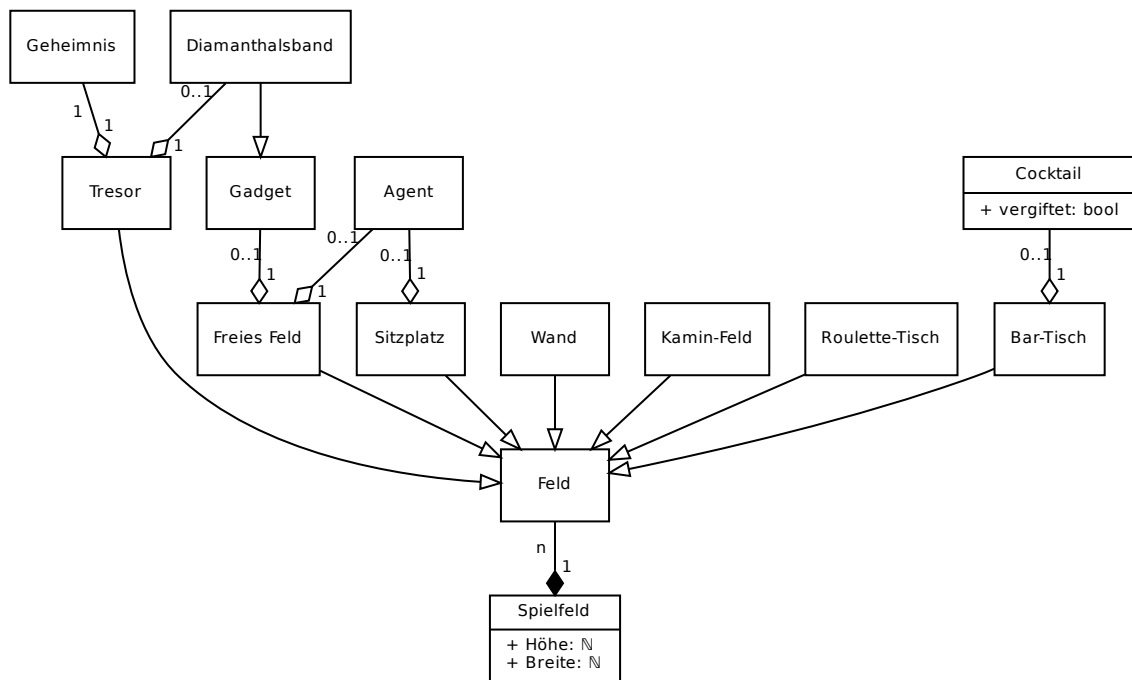 Geheimnis
Diamanthalsband
0..1
1
1
1
Cocktail
Tresor
Gadget
Agent
+ vergiftet: bool
0..1
0..1
0..1
0..1
1
1
1
1
Freies Feld
Sitzplatz
Wand
Kamin-Feld
Roulette-Tisch
Bar-Tisch
Feld
n
1
Spielfeld
+ Höhe: ℕ
+ Breite: ℕ